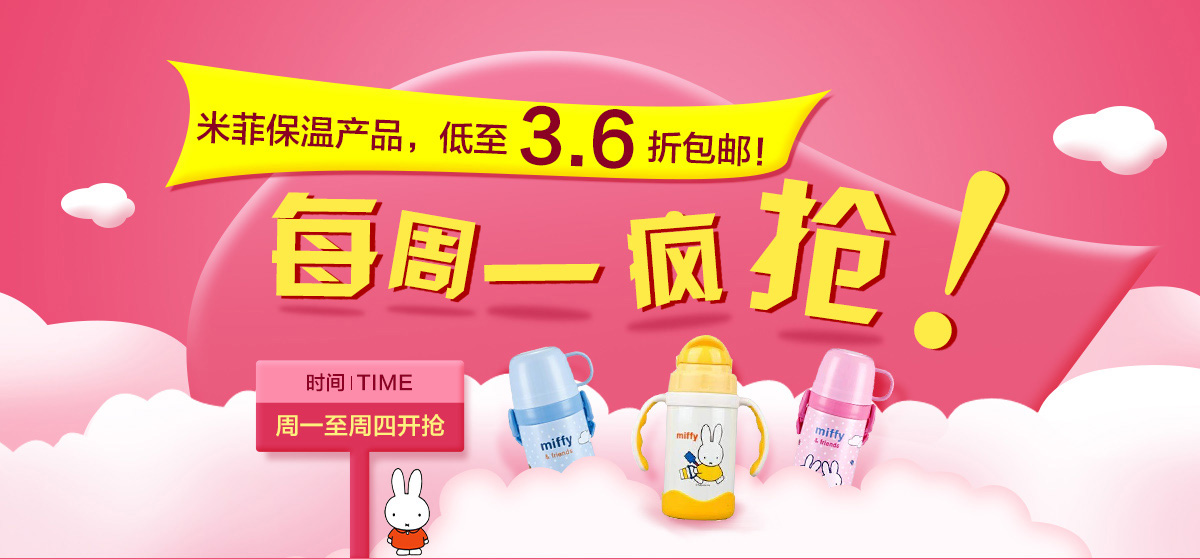 米菲保温产品，低至 3.6 折包邮！
每周一疯抢！
时间 | TIME
周一至周四开抢
miffy
& friends
miffy
miffy
& friends